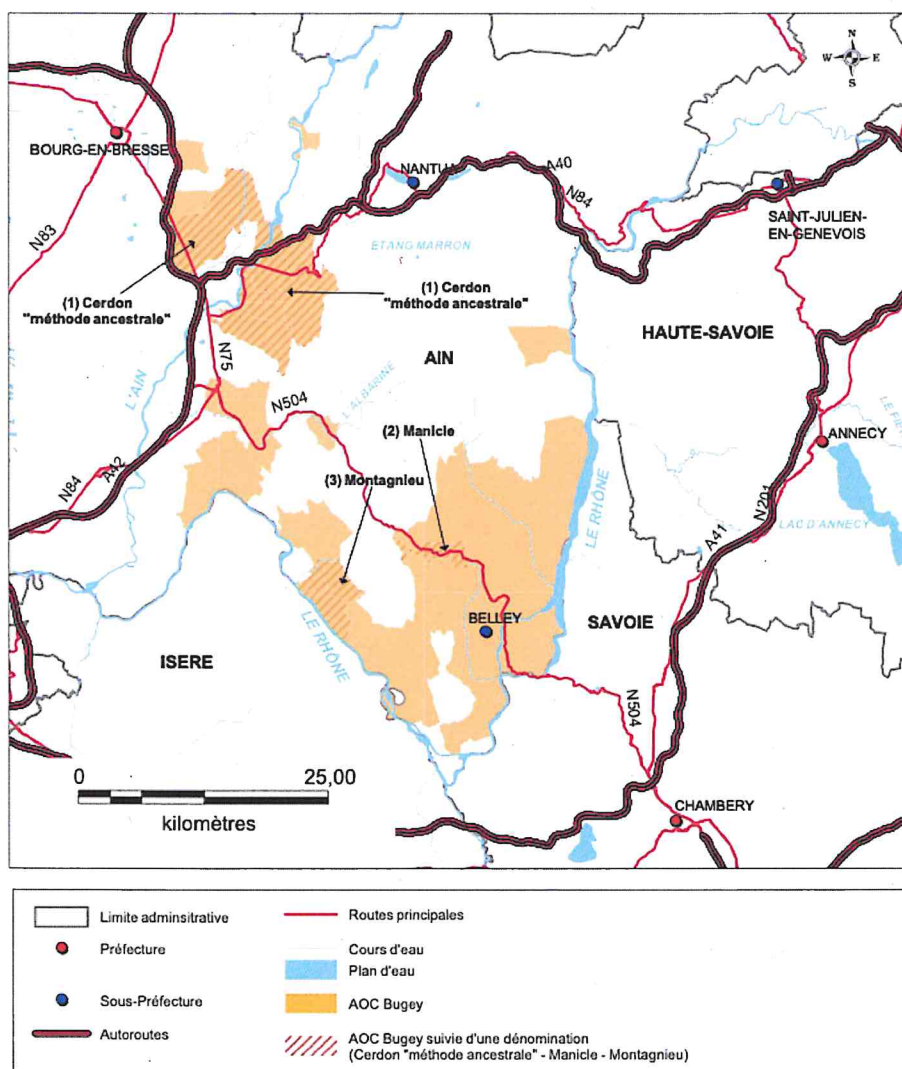 N
W E
S
BOURG-EN-BRESSE
NANTUA
A40
N84
SAINT-JULIEN-
EN-GENEVOIS
N83
ETANG MARRON
(1) Cerdon
"méthode ancestrale"
(1) Cerdon
"méthode ancestrale"
HAUTE-SAVOIE
AIN
N75
L'AIN
N504
L'ALBARINE
(2) Manicle
ANNECY
LE FIER
(3) Montagnieu
N84
A42
LE RHÔNE
N201
A41
LAC D'ANNECY
BELLEY
SAVOIE
LE RHÔNE
ISERE
N504
0 25,00
kilomètres
CHAMBERY
Limite adminsitrative
Routes principales
Préfecture
Cours d'eau
Plan d'eau
Sous-Préfecture
AOC Bugey
Autoroutes
AOC Bugey suivie d'une dénomination
(Cerdon "méthode ancestrale" - Manicle - Montagnieu)